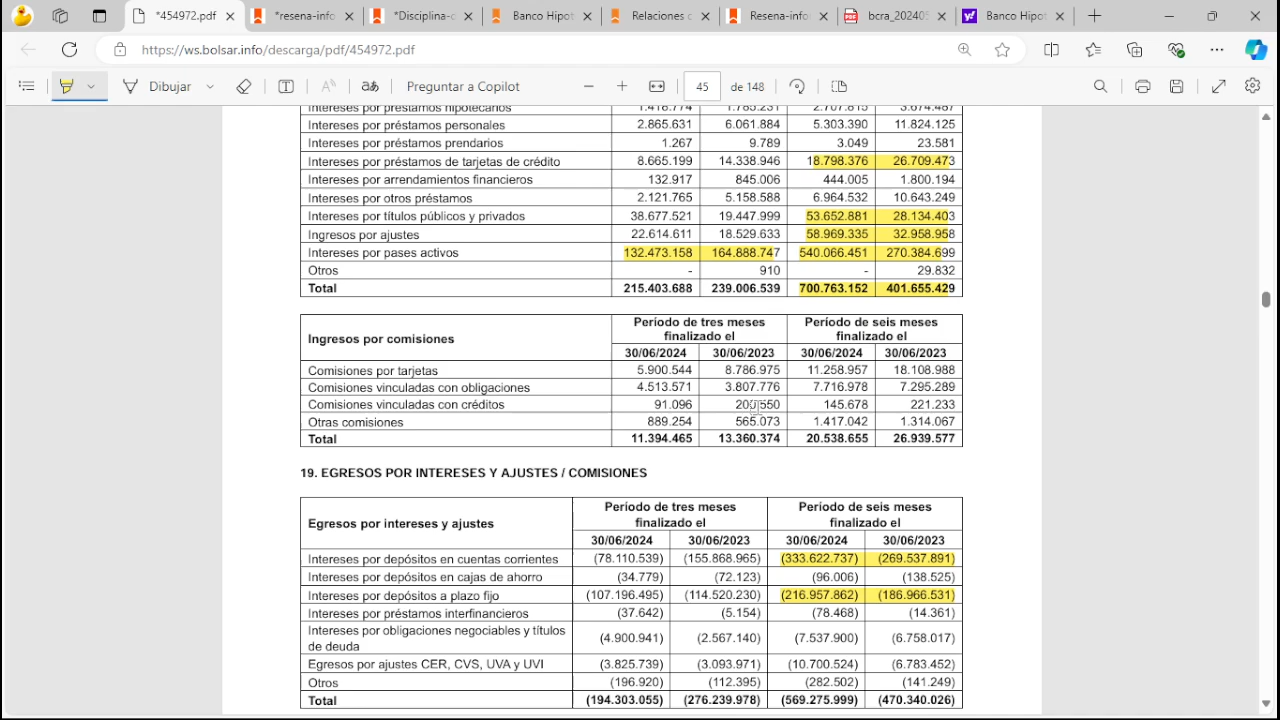 *454972.pdf
*resena-info
*Disciplina-c
Banco Hipot
Relaciones c
Resena-info
bcra_202405
Banco Hipot
https://ws.bolsar.info/descarga/pdf/454972.pdf
Dibujar
Preguntar a Copilot
45 de 148
Intereses por préstamos hipotecarios 1.416.774 1.785.231 2.707.815 3.674.487
Intereses por préstamos personales 2.865.631 6.061.884 5.303.390 11.824.125
Intereses por préstamos prendarios 1.267 9.789 3.049 23.581
Intereses por préstamos de tarjetas de crédito 8.665.199 14.338.946 18.798.376 26.709.473
Intereses por arrendamientos financieros 132.917 845.006 444.005 1.800.194
Intereses por otros préstamos 2.121.765 5.158.588 6.964.532 10.643.249
Intereses por títulos públicos y privados 38.677.521 19.447.999 53.652.881 28.134.403
Ingresos por ajustes 22.614.611 18.529.633 58.969.335 32.958.958
Intereses por pases activos 132.473.158 164.888.747 540.066.451 270.384.699
Otros - 910 - 29.832
Total 215.403.688 239.006.539 700.763.152 401.655.429
Ingresos por comisiones
Período de tres meses finalizado el
Período de seis meses finalizado el
30/06/2024 30/06/2023 30/06/2024 30/06/2023
Comisiones por tarjetas 5.900.544 8.786.975 11.258.957 18.108.988
Comisiones vinculadas con obligaciones 4.513.571 3.807.776 7.716.978 7.295.289
Comisiones vinculadas con créditos 91.096 145.678 221.233
Otras comisiones 889.254 565.073 1.417.042 1.314.067
Total 11.394.465 13.360.374 20.538.655 26.939.577
19. EGRESOS POR INTERESES Y AJUSTES / COMISIONES
Egresos por intereses y ajustes
Período de tres meses finalizado el
Período de seis meses finalizado el
30/06/2024 30/06/2023 30/06/2024 30/06/2023
Intereses por depósitos en cuentas corrientes (78.110.539) (155.868.965) (333.622.737) (269.537.891)
Intereses por depósitos en cajas de ahorro (34.779) (72.123) (96.006) (138.525)
Intereses por depósitos a plazo fijo (107.196.495) (114.520.230) (216.957.862) (186.966.531)
Intereses por préstamos interfinancieros (37.642) (5.154) (78.468) (14.361)
Intereses por obligaciones negociables y títulos
de deuda (4.900.941) (2.567.140) (7.537.900) (6.758.017)
Egresos por ajustes CER, CVS, UVA y UVI (3.825.739) (3.093.971) (10.700.524) (6.783.452)
Otros (196.920) (112.395) (282.502) (141.249)
Total (194.303.055) (276.239.978) (569.275.999) (470.340.026)